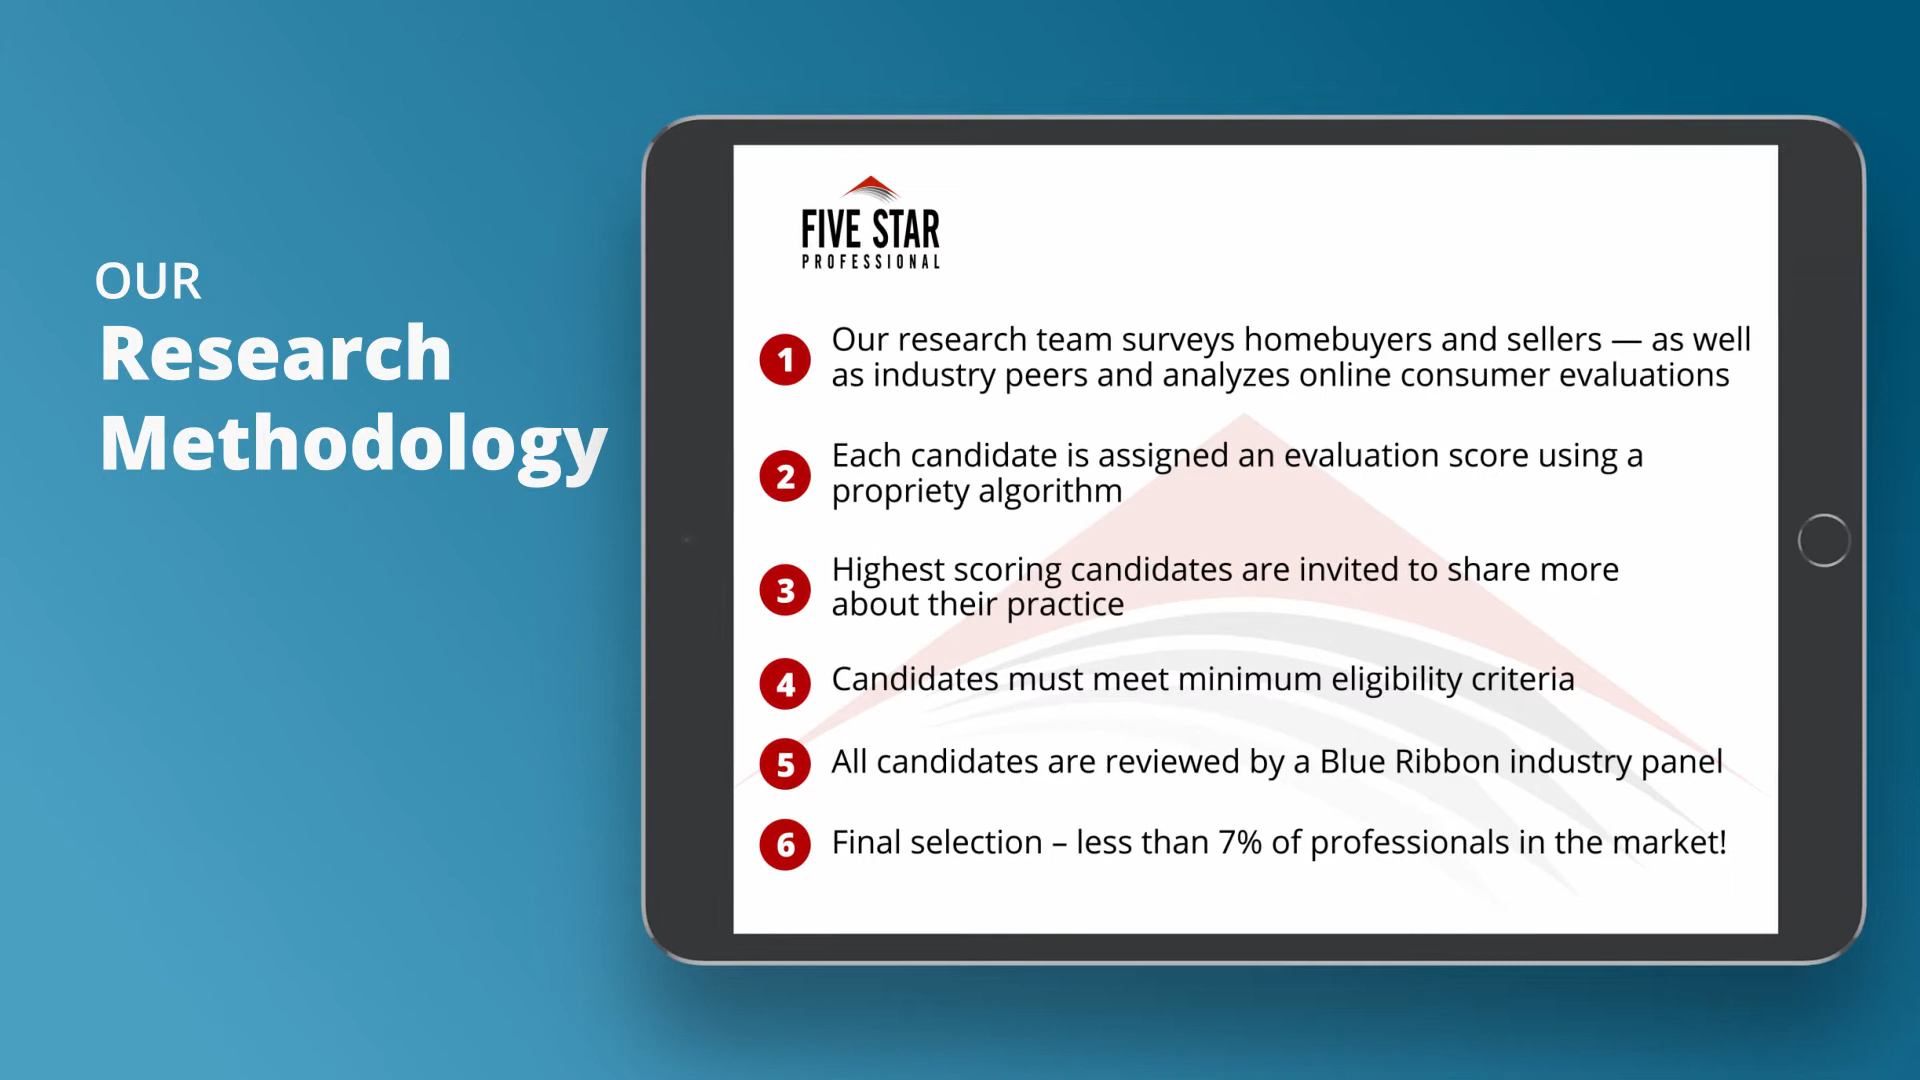 OUR
Research
Methodology
FIVE STAR
PROFESSIONAL
1 Our research team surveys homebuyers and sellers — as well
as industry peers and analyzes online consumer evaluations
2 Each candidate is assigned an evaluation score using a
propriety algorithm
3 Highest scoring candidates are invited to share more
about their practice
4 Candidates must meet minimum eligibility criteria
5 All candidates are reviewed by a Blue Ribbon industry panel
6 Final selection – less than 7% of professionals in the market!